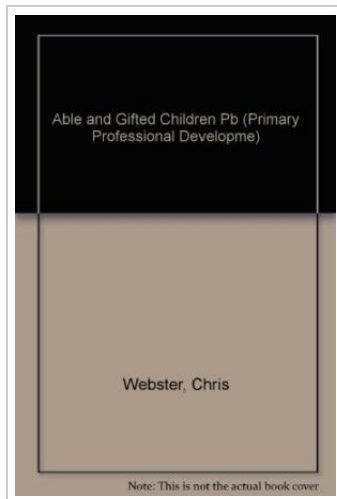 Able and Gifted Children Pb (Primary
Professional Developme)
Webster, Chris
Note: This is not the actual book cover